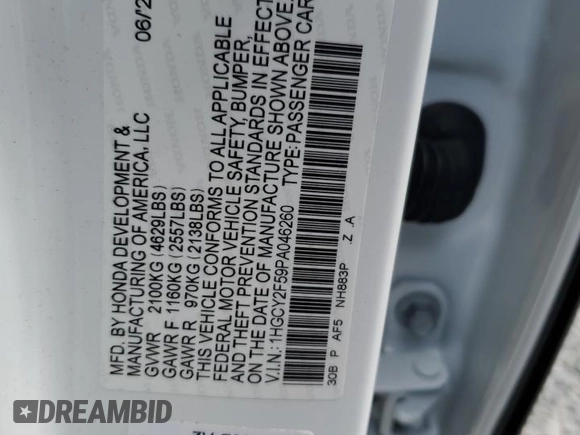 06/2
MFD. BY HONDA DEVELOPMENT &
MANUFACTURING OF AMERICA, LLC
GVWR 2100KG (4629LBS)
GAWR F 1160KG (2557LBS)
GAWR R 970KG (2138LBS)
THIS VEHICLE CONFORMS TO ALL APPLICABLE
FEDERAL MOTOR VEHICLE SAFETY, BUMPER,
AND THEFT PREVENTION STANDARDS IN EFFECT
ON THE DATE OF MANUFACTURE SHOWN ABOVE.
V.I.N.: 1HGCY2F59PA046260 TYPE: PASSENGER CAR
30B P AF5 NH883P .Z .A
DREAMBID